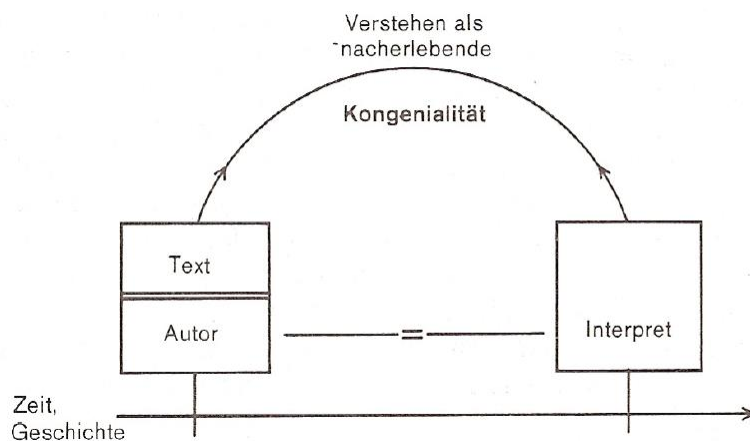 Verstehen als
nacherlebende
Kongenialität
Text
Autor
=
Interpret
Zeit,
Geschichte